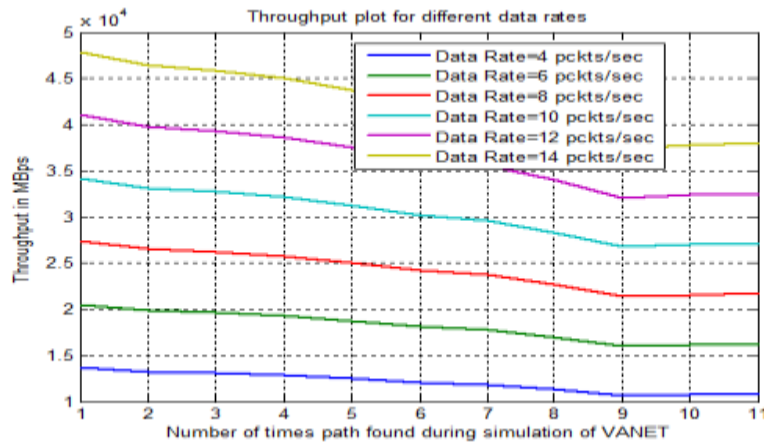 Throughput plot for different data rates
5 × 10⁴
4.5
4
3.5
3
2.5
2
1.5
1
Throughput in MBps
Data Rate=4 pckts/sec
Data Rate=6 pckts/sec
Data Rate=8 pckts/sec
Data Rate=10 pckts/sec
Data Rate=12 pckts/sec
Data Rate=14 pckts/sec
1 2 3 4 5 6 7 8 9 10 11
Number of times path found during simulation of VANET